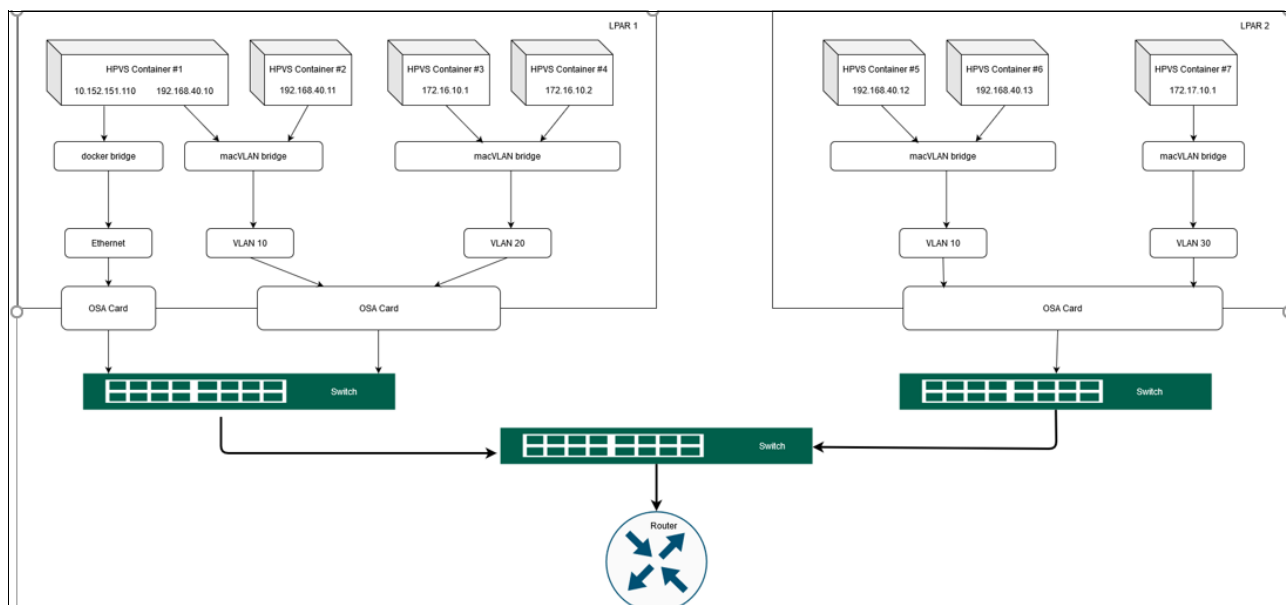 LPAR 1
LPAR 2
HPVS Container #1
10.152.151.110 192.168.40.10
HPVS Container #2
192.168.40.11
HPVS Container #3
172.16.10.1
HPVS Container #4
172.16.10.2
HPVS Container #5
192.168.40.12
HPVS Container #6
192.168.40.13
HPVS Container #7
172.17.10.1
docker bridge
macVLAN bridge
macVLAN bridge
macVLAN bridge
macVLAN bridge
Ethernet
VLAN 10
VLAN 20
VLAN 10
VLAN 30
OSA Card
OSA Card
OSA Card
Switch
Switch
Switch
Router